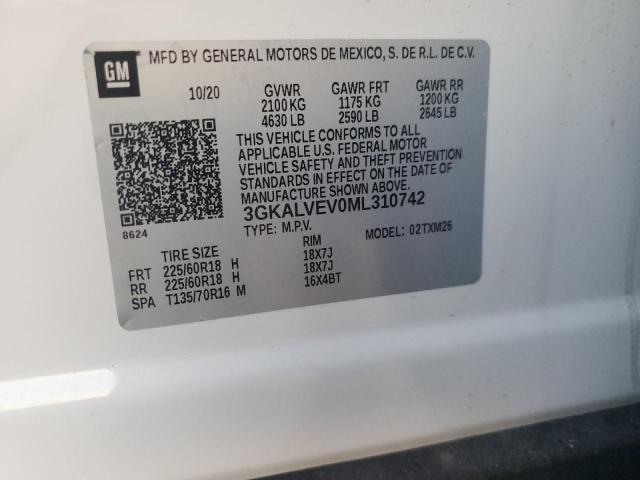 GM
MFD BY GENERAL MOTORS DE MEXICO, S. DE R.L. DE C.V.
10/20 GVWR GAWR FRT GAWR RR
2100 KG 1175 KG 1200 KG
4630 LB 2590 LB 2645 LB
THIS VEHICLE CONFORMS TO ALL
APPLICABLE U.S. FEDERAL MOTOR
VEHICLE SAFETY AND THEFT PREVENTION
STANDARDS IN EFFECT ON THE DATE OF
MANUFACTURE SHOWN ABOVE.
3GKALVEV0ML310742
8624 TYPE: M.P.V. MODEL: 02TXM26
TIRE SIZE RIM
FRT 225/60R18 H 18X7J
RR 225/60R18 H 18X7J
SPA T135/70R16 M 16X4BT